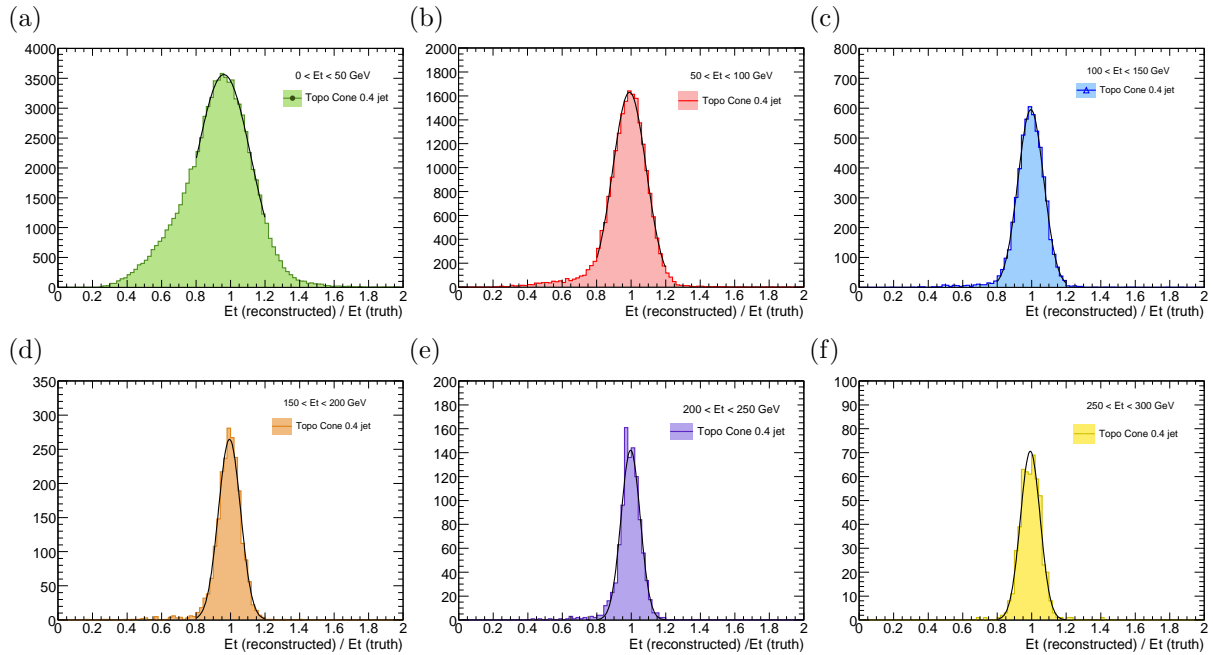 (a)
4000
3500
3000
2500
2000
1500
1000
500
0
0 < Et < 50 GeV
Topo Cone 0.4 jet
0 0.2 0.4 0.6 0.8 1 1.2 1.4 1.6 1.8 2
Et (reconstructed) / Et (truth)
(b)
2000
1800
1600
1400
1200
1000
800
600
400
200
0
50 < Et < 100 GeV
Topo Cone 0.4 jet
0 0.2 0.4 0.6 0.8 1 1.2 1.4 1.6 1.8 2
Et (reconstructed) / Et (truth)
(c)
800
700
600
500
400
300
200
100
0
100 < Et < 150 GeV
Topo Cone 0.4 jet
0 0.2 0.4 0.6 0.8 1 1.2 1.4 1.6 1.8 2
Et (reconstructed) / Et (truth)
(d)
350
300
250
200
150
100
50
0
150 < Et < 200 GeV
Topo Cone 0.4 jet
0 0.2 0.4 0.6 0.8 1 1.2 1.4 1.6 1.8 2
Et (reconstructed) / Et (truth)
(e)
200
180
160
140
120
100
80
60
40
20
0
200 < Et < 250 GeV
Topo Cone 0.4 jet
0 0.2 0.4 0.6 0.8 1 1.2 1.4 1.6 1.8 2
Et (reconstructed) /Et (truth)
(f)
100
90
80
70
60
50
40
30
20
10
0
250 < Et < 300 GeV
Topo Cone 0.4 jet
0 0.2 0.4 0.6 0.8 1 1.2 1.4 1.6 1.8 2
Et (reconstructed) / Et (truth)